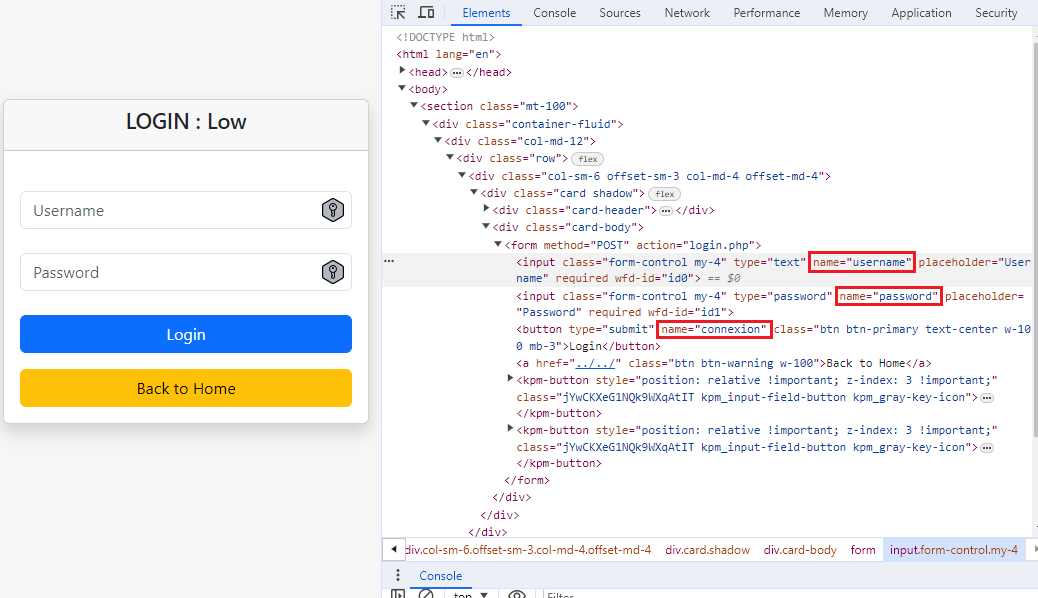 LOGIN : Low
Username
Password
Login
Back to Home
Elements Console Sources Network Performance Memory Application Security
<!DOCTYPE html>
<html lang="en">
<head> ••• </head>
<body>
<section class="mt-100">
<div class="container-fluid">
<div class="col-md-12">
<div class="row"> flex
<div class="col-sm-6 offset-sm-3 col-md-4 offset-md-4">
<div class="card shadow"> flex
<div class="card-header"> ••• </div>
<div class="card-body">
<form method="POST" action="login.php">
••• <input class="form-control my-4" type="text" name="username" placeholder="User
name" required wfd-id="id0"> == $0
<input class="form-control my-4" type="password" name="password" placeholder=
"Password" required wfd-id="id1">
<button type="submit" name="connexion" class="btn btn-primary text-center w-10
0 mb-3">Login</button>
<a href="../../" class="btn btn-warning w-100">Back to Home</a>
<kpm-button style="position: relative !important; z-index: 3 !important;"
class="jYwCKXeG1NQk9WXqAtIT kpm_input-field-button kpm_gray-key-icon"> •••
</kpm-button>
<kpm-button style="position: relative !important; z-index: 3 !important;"
class="jYwCKXeG1NQk9WXqAtIT kpm_input-field-button kpm_gray-key-icon"> •••
</kpm-button>
</form>
</div>
</div>
</div>
div.col-sm-6.offset-sm-3.col-md-4.offset-md-4 div.card.shadow div.card-body form input.form-control.my-4
Console
top Filter